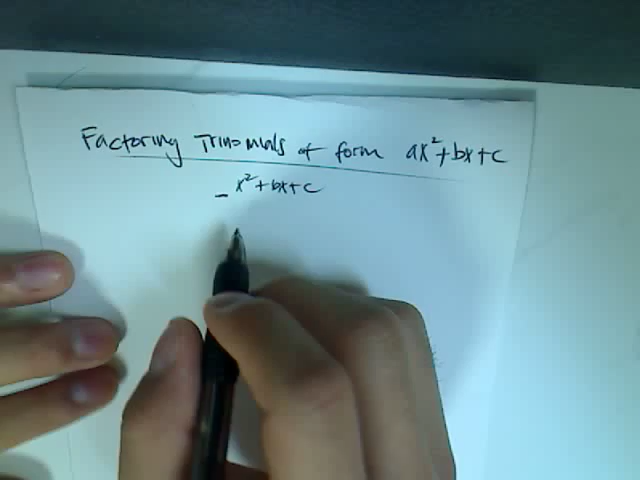 Factoring Trinomials of form ax²+bx+c
_ x²+bx+c